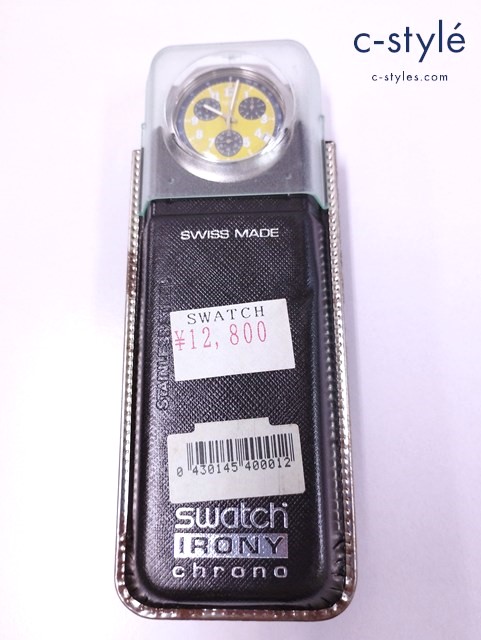 c-stylé
c-styles.com
SWISS MADE
SWATCH
¥12,800
0 430145 400012
swatch
IRONY
chrono